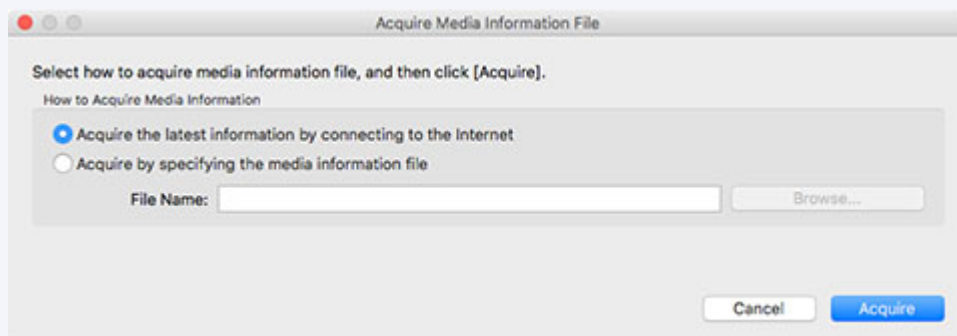 Acquire Media Information File
Select how to acquire media information file, and then click [Acquire].
How to Acquire Media Information
Acquire the latest information by connecting to the Internet
Acquire by specifying the media information file
File Name:
Browse...
Cancel
Acquire